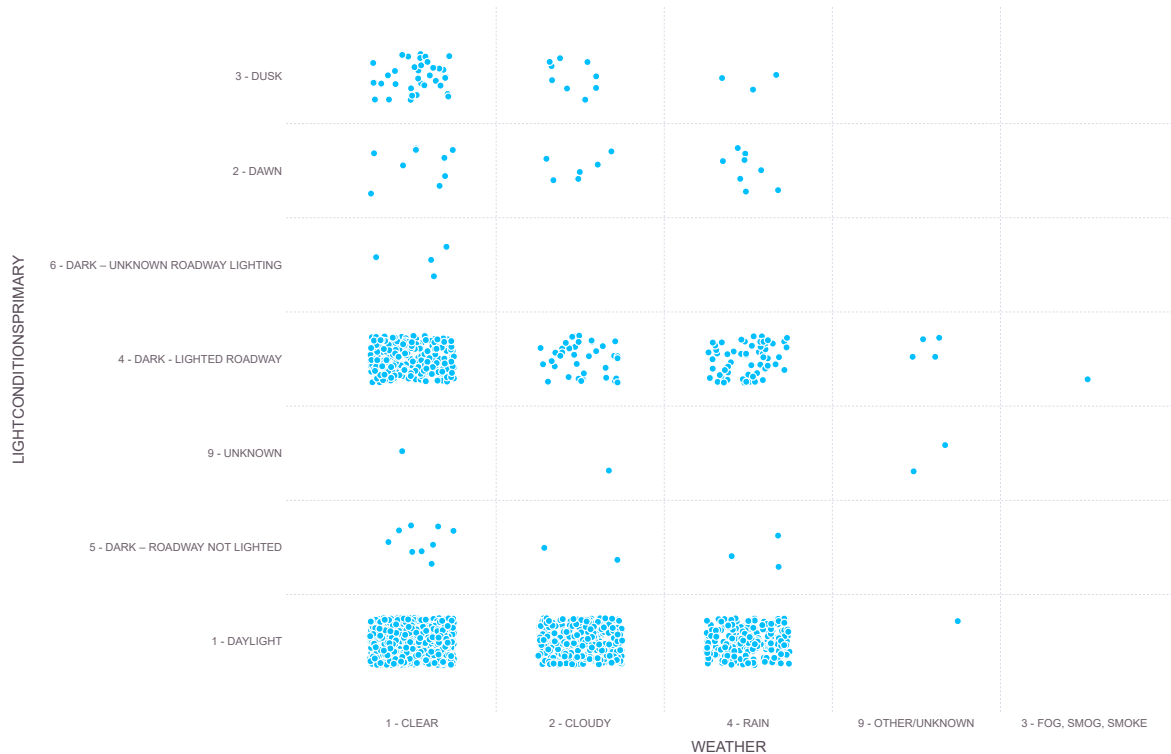 3 - DUSK
2 - DAWN
6 - DARK – UNKNOWN ROADWAY LIGHTING
4 - DARK - LIGHTED ROADWAY
9 - UNKNOWN
5 - DARK – ROADWAY NOT LIGHTED
1 - DAYLIGHT
LIGHTCONDITIONSPRIMARY
1 - CLEAR
2 - CLOUDY
4 - RAIN
9 - OTHER/UNKNOWN
3 - FOG, SMOG, SMOKE
WEATHER